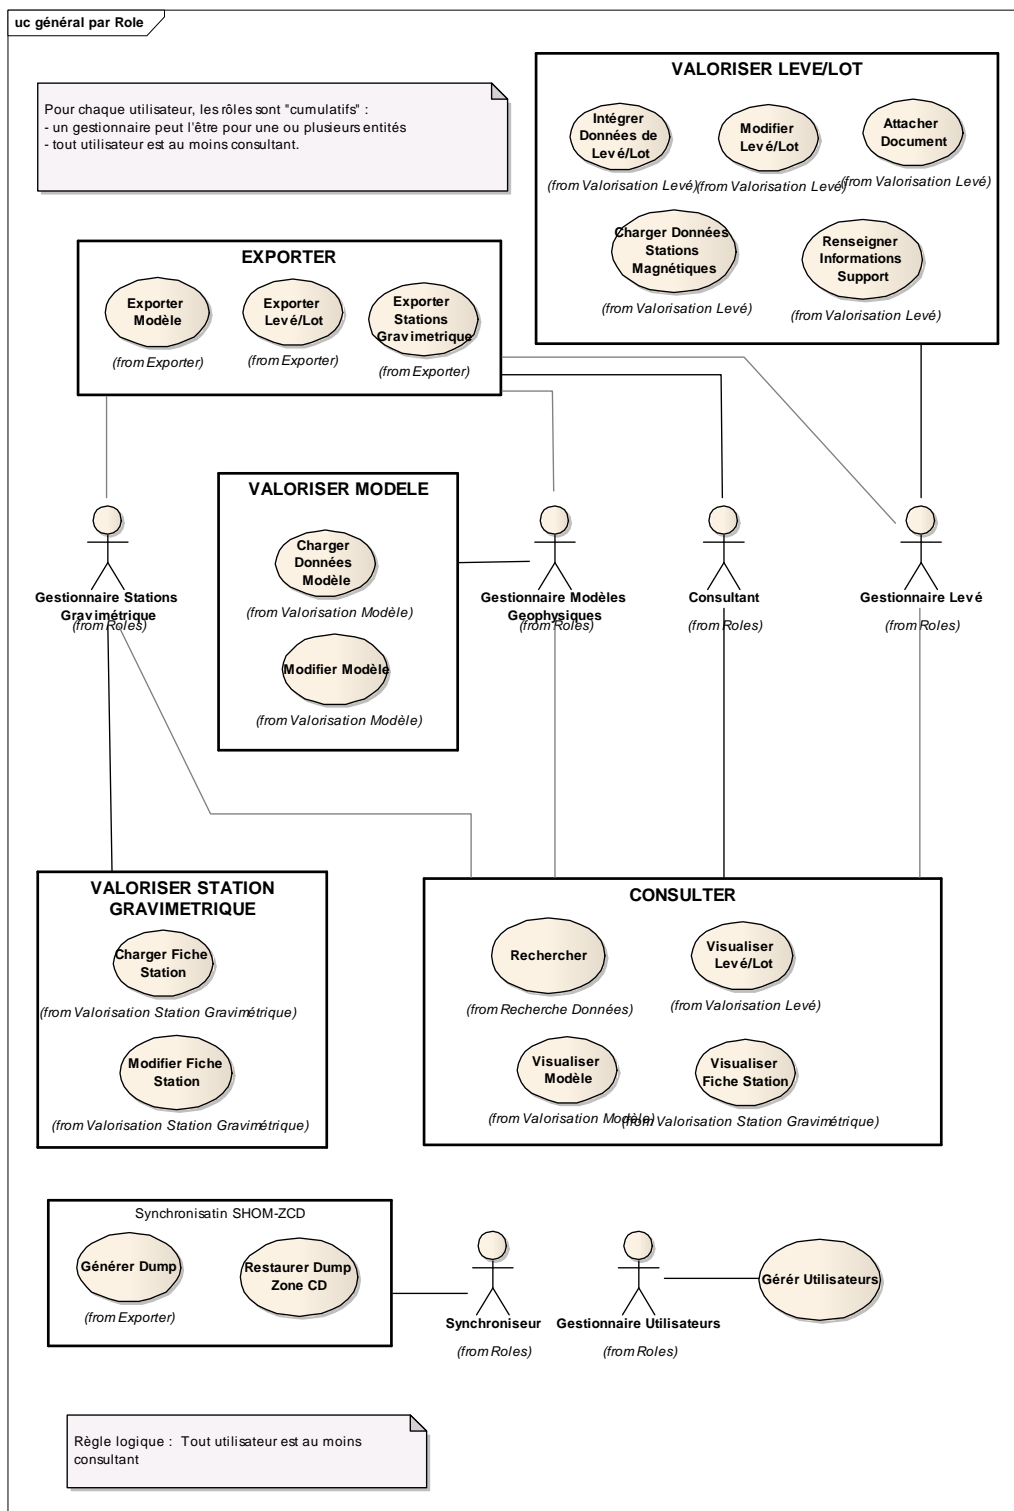 uc général par Role
Pour chaque utilisateur, les rôles sont "cumulatifs" :
- un gestionnaire peut l'être pour une ou plusieurs entités
- tout utilisateur est au moins consultant.
VALORISER LEVE/LOT
Intégrer
Données de
Levé/Lot
(from Valorisation Levé)
Modifier
Levé/Lot
(from Valorisation Levé)
Attacher
Document
(from Valorisation Levé)
Charger Données
Stations
Magnétiques
(from Valorisation Levé)
Renseigner
Informations
Support
(from Valorisation Levé)
EXPORTER
Exporter
Modèle
(from Exporter)
Exporter
Levé/Lot
(from Exporter)
Exporter
Stations
Gravimetrique
(from Exporter)
VALORISER MODELE
Charger
Données
Modèle
(from Valorisation Modèle)
Modifier Modèle
(from Valorisation Modèle)
Gestionnaire Stations
Gravimétrique
(from Roles)
Gestionnaire Modèles
Geophysiques
(from Roles)
Consultant
(from Roles)
Gestionnaire Levé
(from Roles)
VALORISER STATION
GRAVIMETRIQUE
Charger Fiche
Station
(from Valorisation Station Gravimétrique)
Modifier Fiche
Station
(from Valorisation Station Gravimétrique)
CONSULTER
Rechercher
(from Recherche Données)
Visualiser
Levé/Lot
(from Valorisation Levé)
Visualiser
Modèle
(from Valorisation Modèle)
Visualiser
Fiche Station
(from Valorisation Station Gravimétrique)
Synchronisatin SHOM-ZCD
Générer Dump
(from Exporter)
Restaurer Dump
Zone CD
Synchroniseur
(from Roles)
Gestionnaire Utilisateurs
(from Roles)
Gérér Utilisateurs
Règle logique : Tout utilisateur est au moins
consultant